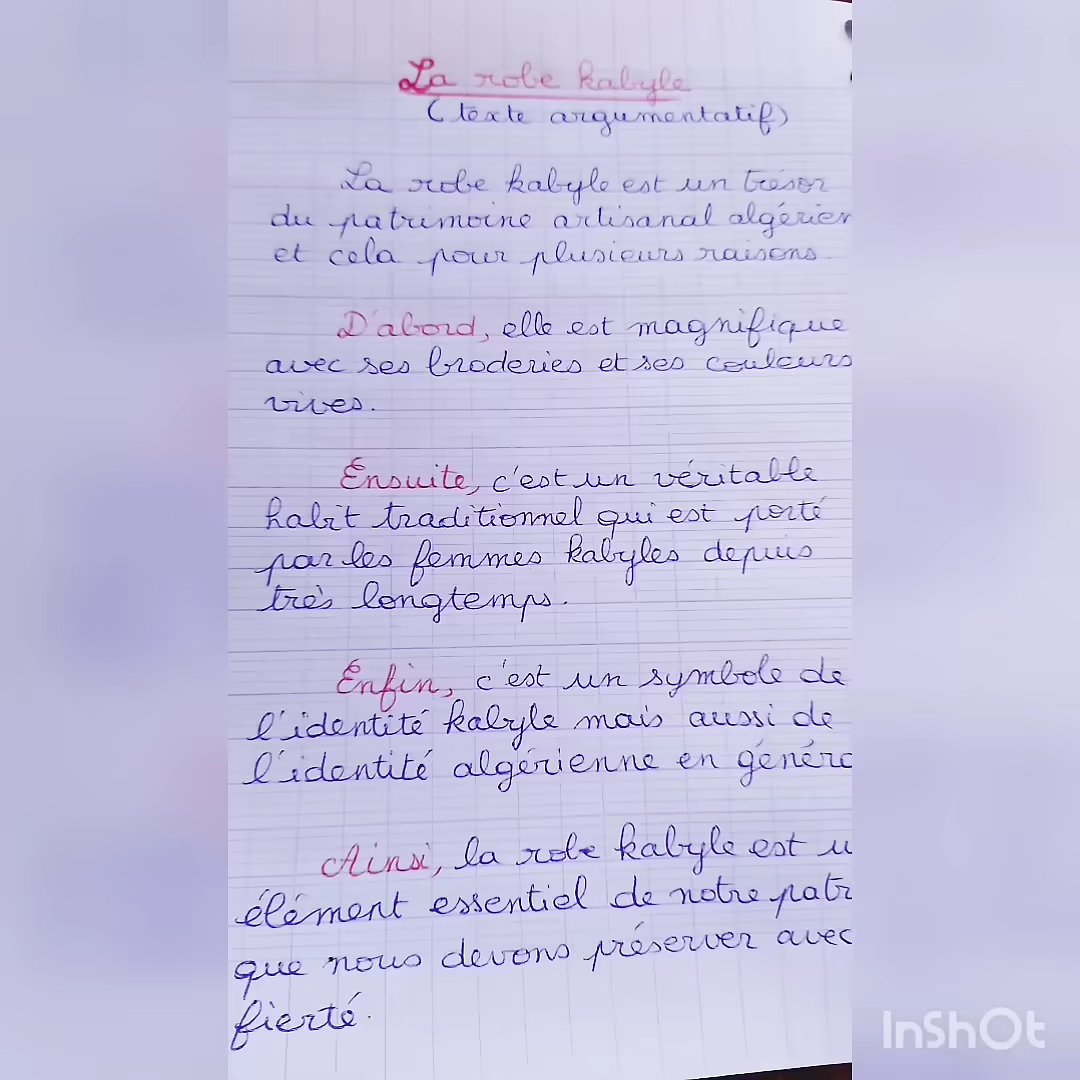 La robe kabyle
(texte argumentatif)
La robe kabyle est un trésor
du patrimoine artisanal algérien
et cela pour plusieurs raisons.
D'abord, elle est magnifique
avec ses broderies et ses couleurs
vives.
Ensuite, c'est un véritable
habit traditionnel qui est porté
par les femmes kabyles depuis
très longtemps.
Enfin, c'est un symbole de
l'identité kabyle mais aussi de
l'identité algérienne en généra
Ainsi, la robe kabyle est u
élément essentiel de notre patr
que nous devons préserver avec
fierté.
InShOt